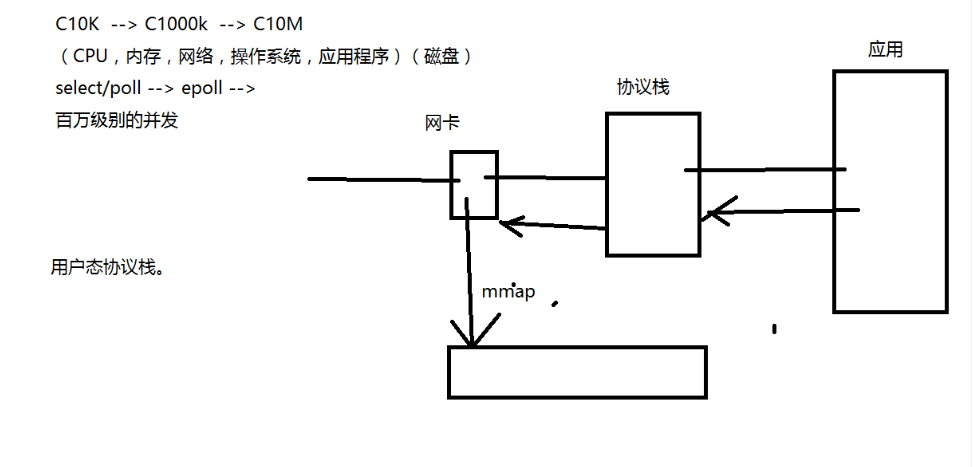 C10K --> C1000k --> C10M
（CPU，内存，网络，操作系统，应用程序）（磁盘）
select/poll --> epoll -->
百万级别的并发
应用
协议栈
网卡
用户态协议栈。
mmap